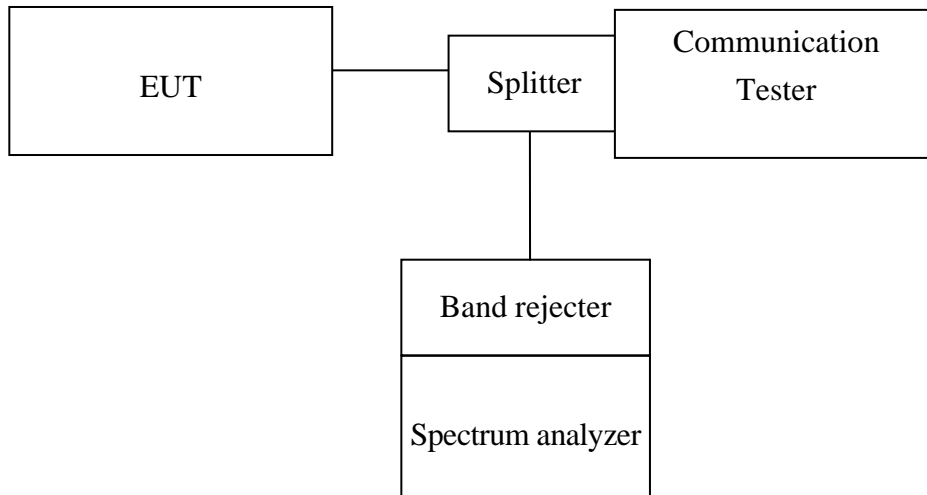 EUT
Splitter
Communication
Tester
Band rejecter
Spectrum analyzer